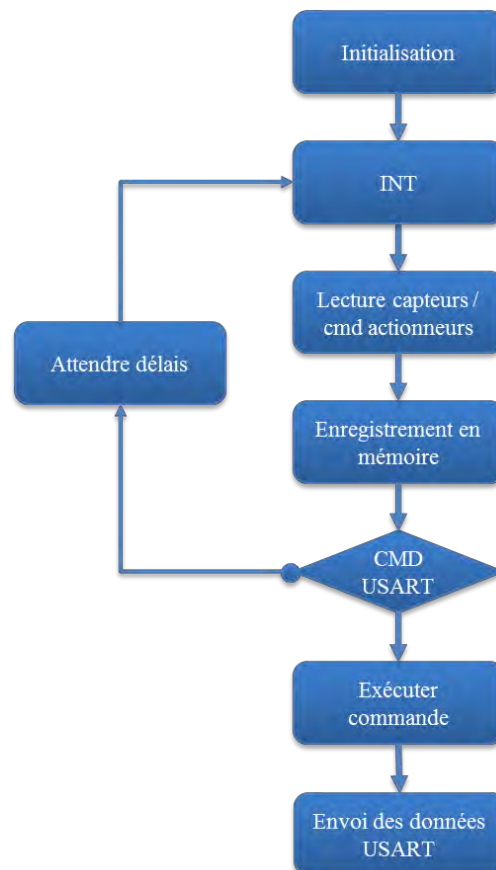 Initialisation
INT
Lecture capteurs /
cmd actionneurs
Attendre délais
Enregistrement en
mémoire
CMD
USART
Exécuter
commande
Envoi des données
USART